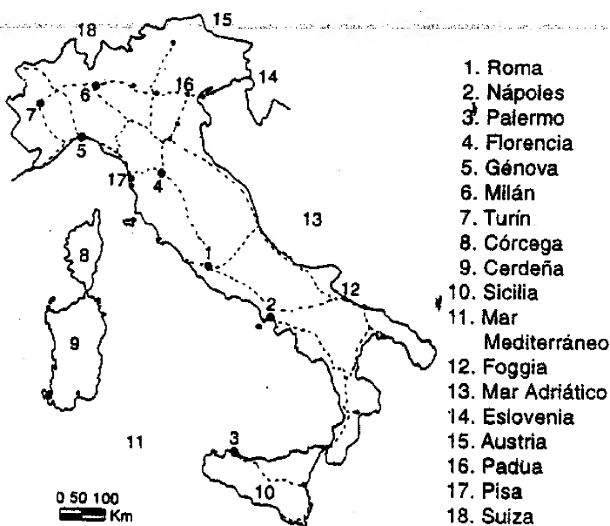 18
15
14
16
6
7
5
17
4
13
8
1
12
2
9
11
3
10
0 50 100
Km
1. Roma
2. Nápoles
3. Palermo
4. Florencia
5. Génova
6. Milán
7. Turín
8. Córcega
9. Cerdeña
10. Sicilia
11. Mar
Mediterráneo
12. Foggia
13. Mar Adriático
14. Eslovenia
15. Austria
16. Padua
17. Pisa
18. Suiza